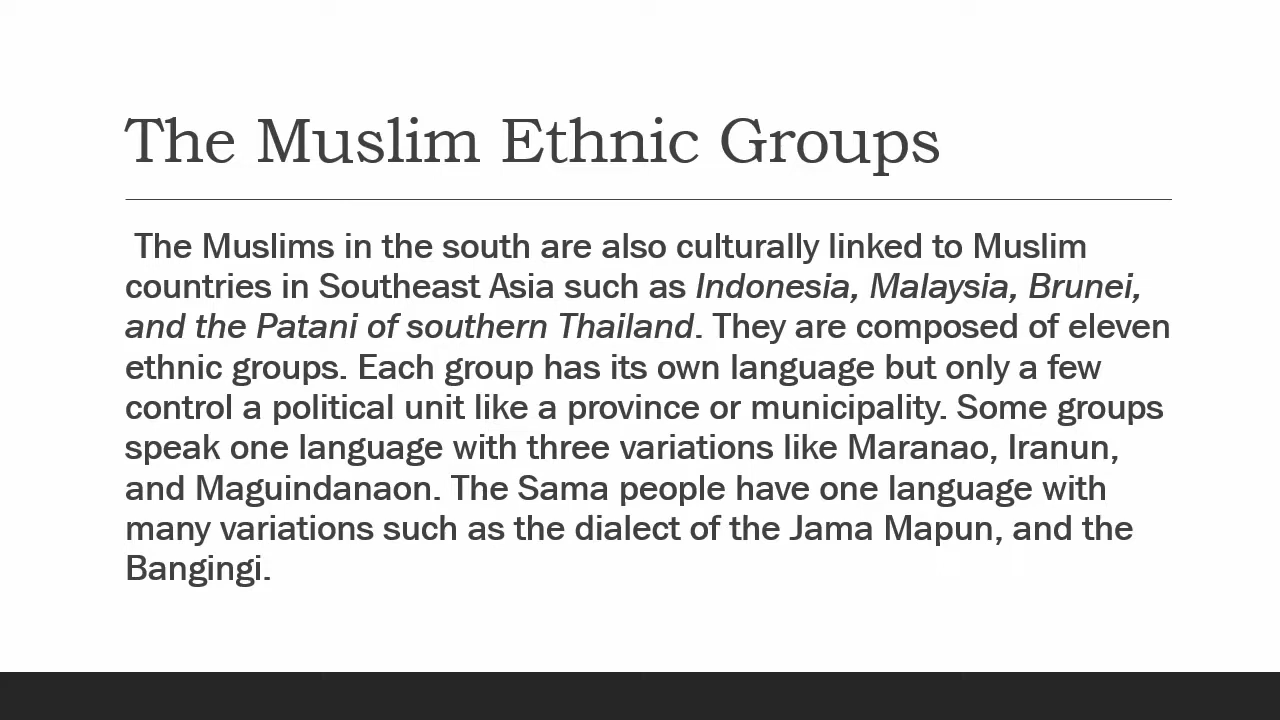 The Muslim Ethnic Groups
The Muslims in the south are also culturally linked to Muslim
countries in Southeast Asia such as Indonesia, Malaysia, Brunei,
and the Patani of southern Thailand. They are composed of eleven
ethnic groups. Each group has its own language but only a few
control a political unit like a province or municipality. Some groups
speak one language with three variations like Maranao, Iranun,
and Maguindanaon. The Sama people have one language with
many variations such as the dialect of the Jama Mapun, and the
Bangingi.